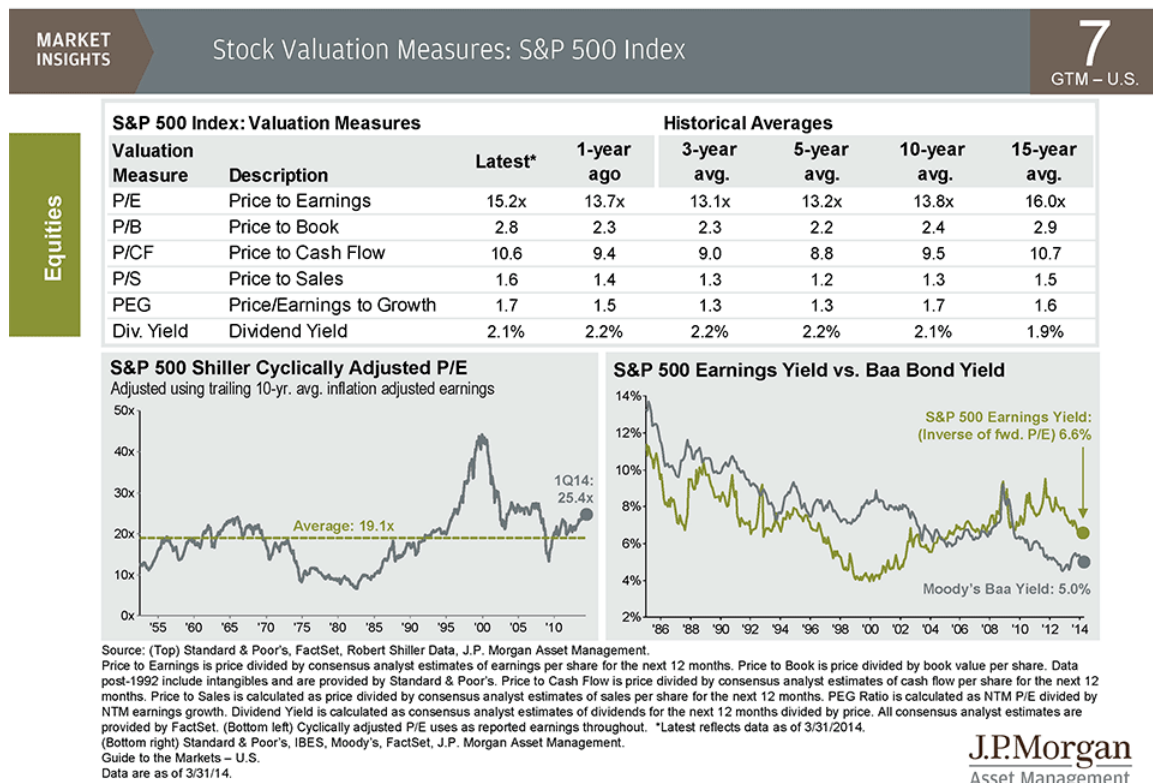 MARKET
INSIGHTS
Stock Valuation Measures: S&P 500 Index
7
GTM – U.S.
Equities
S&P 500 Index: Valuation Measures Historical Averages
Valuation Measure Description Latest* 1-year ago 3-year avg. 5-year avg. 10-year avg. 15-year avg.
P/E Price to Earnings 15.2x 13.7x 13.1x 13.2x 13.8x 16.0x
P/B Price to Book 2.8 2.3 2.3 2.2 2.4 2.9
P/CF Price to Cash Flow 10.6 9.4 9.0 8.8 9.5 10.7
P/S Price to Sales 1.6 1.4 1.3 1.2 1.3 1.5
PEG Price/Earnings to Growth 1.7 1.5 1.3 1.3 1.7 1.6
Div. Yield Dividend Yield 2.1% 2.2% 2.2% 2.2% 2.1% 1.9%
S&P 500 Shiller Cyclically Adjusted P/E
Adjusted using trailing 10-yr. avg. inflation adjusted earnings
50x
40x
30x
20x
10x
0x
1Q14:
25.4x
Average: 19.1x
'55 '60 '65 '70 '75 '80 '85 '90 '95 '00 '05 '10
S&P 500 Earnings Yield vs. Baa Bond Yield
14%
12%
10%
8%
6%
4%
2%
S&P 500 Earnings Yield:
(Inverse of fwd. P/E) 6.6%
Moody's Baa Yield: 5.0%
'86 '88 '90 '92 '94 '96 '98 '00 '02 '04 '06 '08 '10 '12 '14
Source: (Top) Standard & Poor's, FactSet, Robert Shiller Data, J.P. Morgan Asset Management.
Price to Earnings is price divided by consensus analyst estimates of earnings per share for the next 12 months. Price to Book is price divided by book value per share. Data
post-1992 include intangibles and are provided by Standard & Poor's. Price to Cash Flow is price divided by consensus analyst estimates of cash flow per share for the next 12
months. Price to Sales is calculated as price divided by consensus analyst estimates of sales per share for the next 12 months. PEG Ratio is calculated as NTM P/E divided by
NTM earnings growth. Dividend Yield is calculated as consensus analyst estimates of dividends for the next 12 months divided by price. All consensus analyst estimates are
provided by FactSet. (Bottom left) Cyclically adjusted P/E uses as reported earnings throughout. *Latest reflects data as of 3/31/2014.
(Bottom right) Standard & Poor's, IBES, Moody's, FactSet, J.P. Morgan Asset Management.
Guide to the Markets – U.S.
Data are as of 3/31/14.
J.P.Morgan
Asset Management